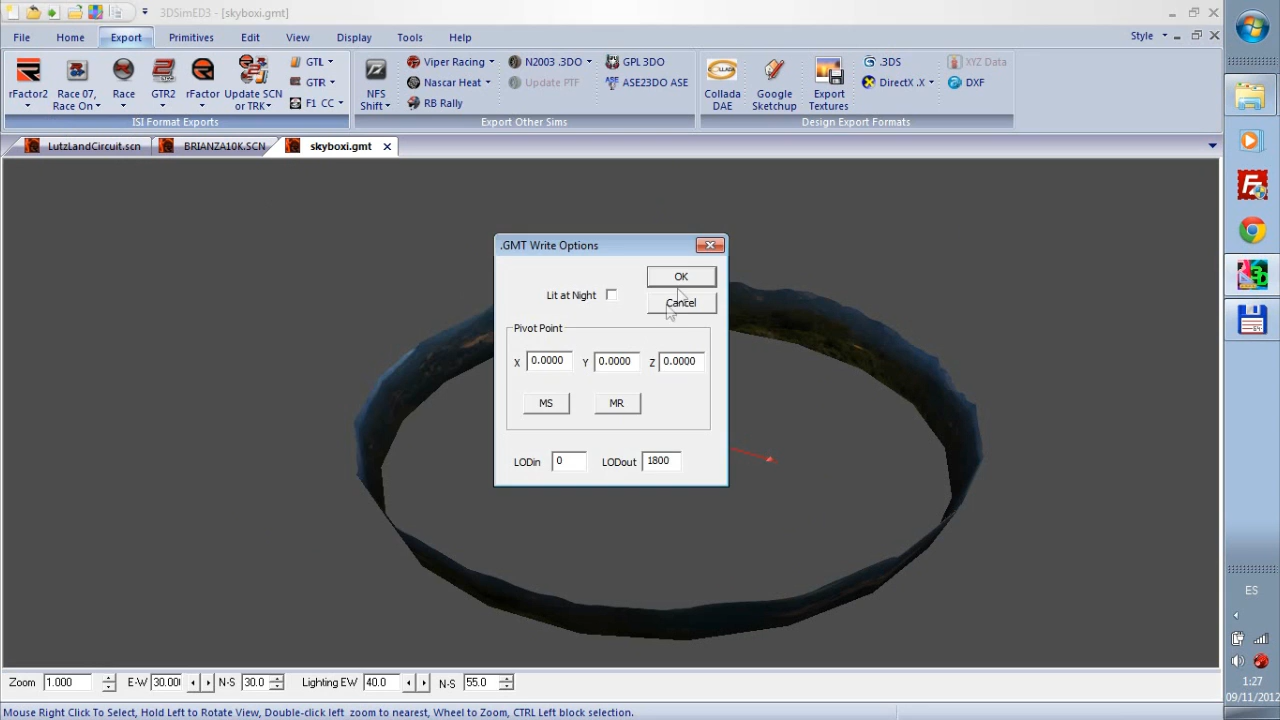 3DSimED3 - [skyboxi.gmt]
File Home Export Primitives Edit View Display Tools Help Style
rFactor2 Race 07, Race On Race GTR2 rFactor Update SCN or TRK GTL GTR F1 CC
NFS Shift Viper Racing Nascar Heat RB Rally N2003 .3DO Update PTF GPL 3DO ASE23DO ASE
Collada DAE Google Sketchup Export Textures .3DS DirectX .X XYZ Data DXF
ISI Format Exports Export Other Sims Design Export Formats
LutzLandCircuit.scn BRIANZA10K.SCN skyboxi.gmt
.GMT Write Options
OK
Lit at Night
Cancel
Pivot Point
X 0.0000 Y 0.0000 Z 0.0000
MS MR
LODin 0 LODout 1800
Zoom 1.000 E-W 30.00 N-S 30.0 Lighting EW 40.0 N-S 55.0
Mouse Right Click To Select, Hold Left to Rotate View, Double-click left zoom to nearest, Wheel to Zoom, CTRL Left block selection.
ES
1:27
09/11/2012